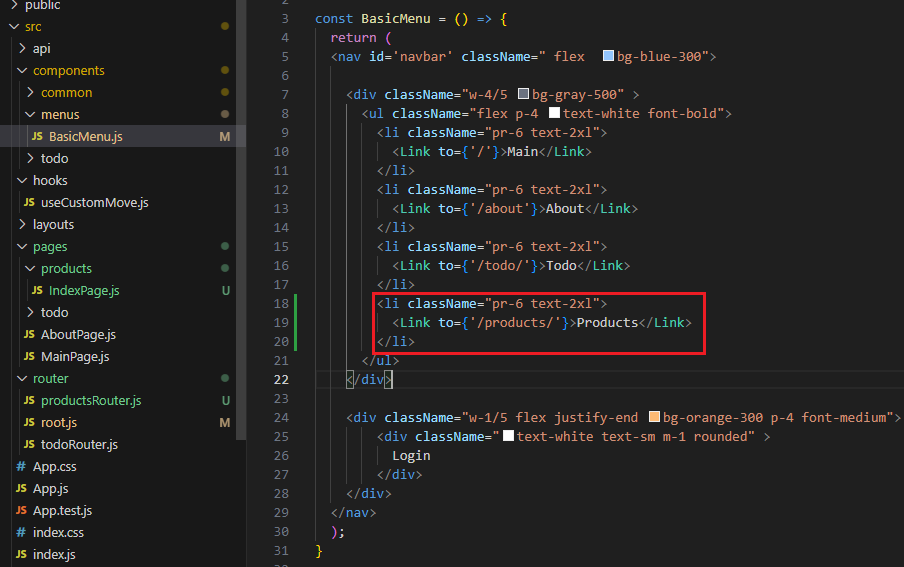 public
src
api
components
common
menus
JS BasicMenu.js M
todo
hooks
JS useCustomMove.js
layouts
pages
products
JS IndexPage.js U
todo
JS AboutPage.js
JS MainPage.js
router
JS productsRouter.js U
JS root.js M
JS todoRouter.js
# App.css
JS App.js
JS App.test.js
# index.css
JS index.js
3 const BasicMenu = () => {
4 return (
5 <nav id='navbar' className=" flex bg-blue-300">
6
7 <div className="w-4/5 bg-gray-500" >
8 <ul className="flex p-4 text-white font-bold">
9 <li className="pr-6 text-2xl">
10 <Link to={'/'}>Main</Link>
11 </li>
12 <li className="pr-6 text-2xl">
13 <Link to={'/about'}>About</Link>
14 </li>
15 <li className="pr-6 text-2xl">
16 <Link to={'/todo/'}>Todo</Link>
17 </li>
18 <li className="pr-6 text-2xl">
19 <Link to={'/products/'}>Products</Link>
20 </li>
21 </ul>
22 </div>
23
24 <div className="w-1/5 flex justify-end bg-orange-300 p-4 font-medium">
25 <div className="text-white text-sm m-1 rounded" >
26 Login
27 </div>
28 </div>
29 </nav>
30 );
31 }